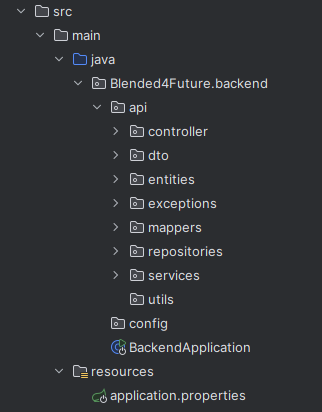 src
main
java
Blended4Future.backend
api
controller
dto
entities
exceptions
mappers
repositories
services
utils
config
BackendApplication
resources
application.properties